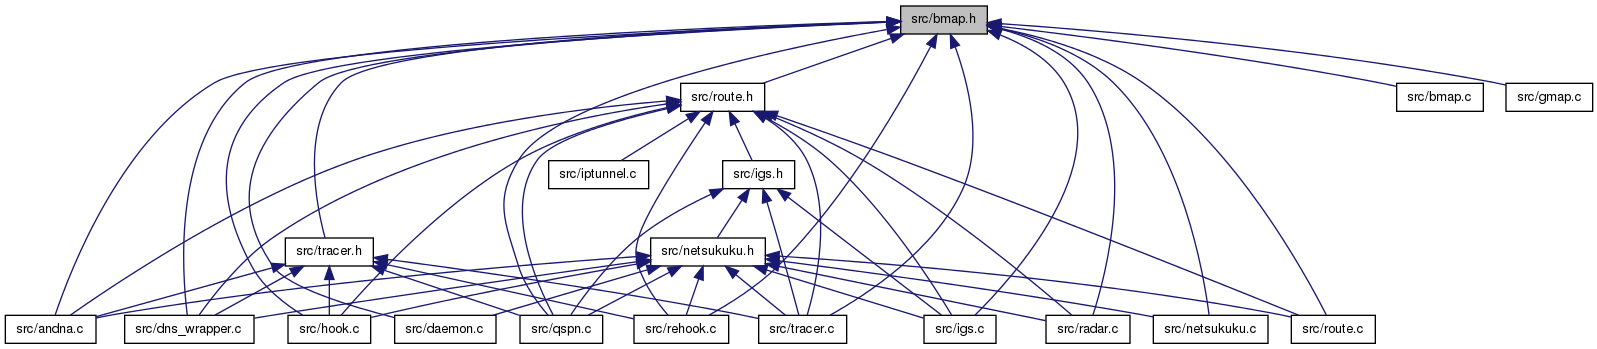 src/bmap.h
src/route.h
src/bmap.c
src/gmap.c
src/iptunnel.c
src/igs.h
src/tracer.h
src/netsukuku.h
src/andna.c
src/dns_wrapper.c
src/hook.c
src/daemon.c
src/qspn.c
src/rehook.c
src/tracer.c
src/igs.c
src/radar.c
src/netsukuku.c
src/route.c